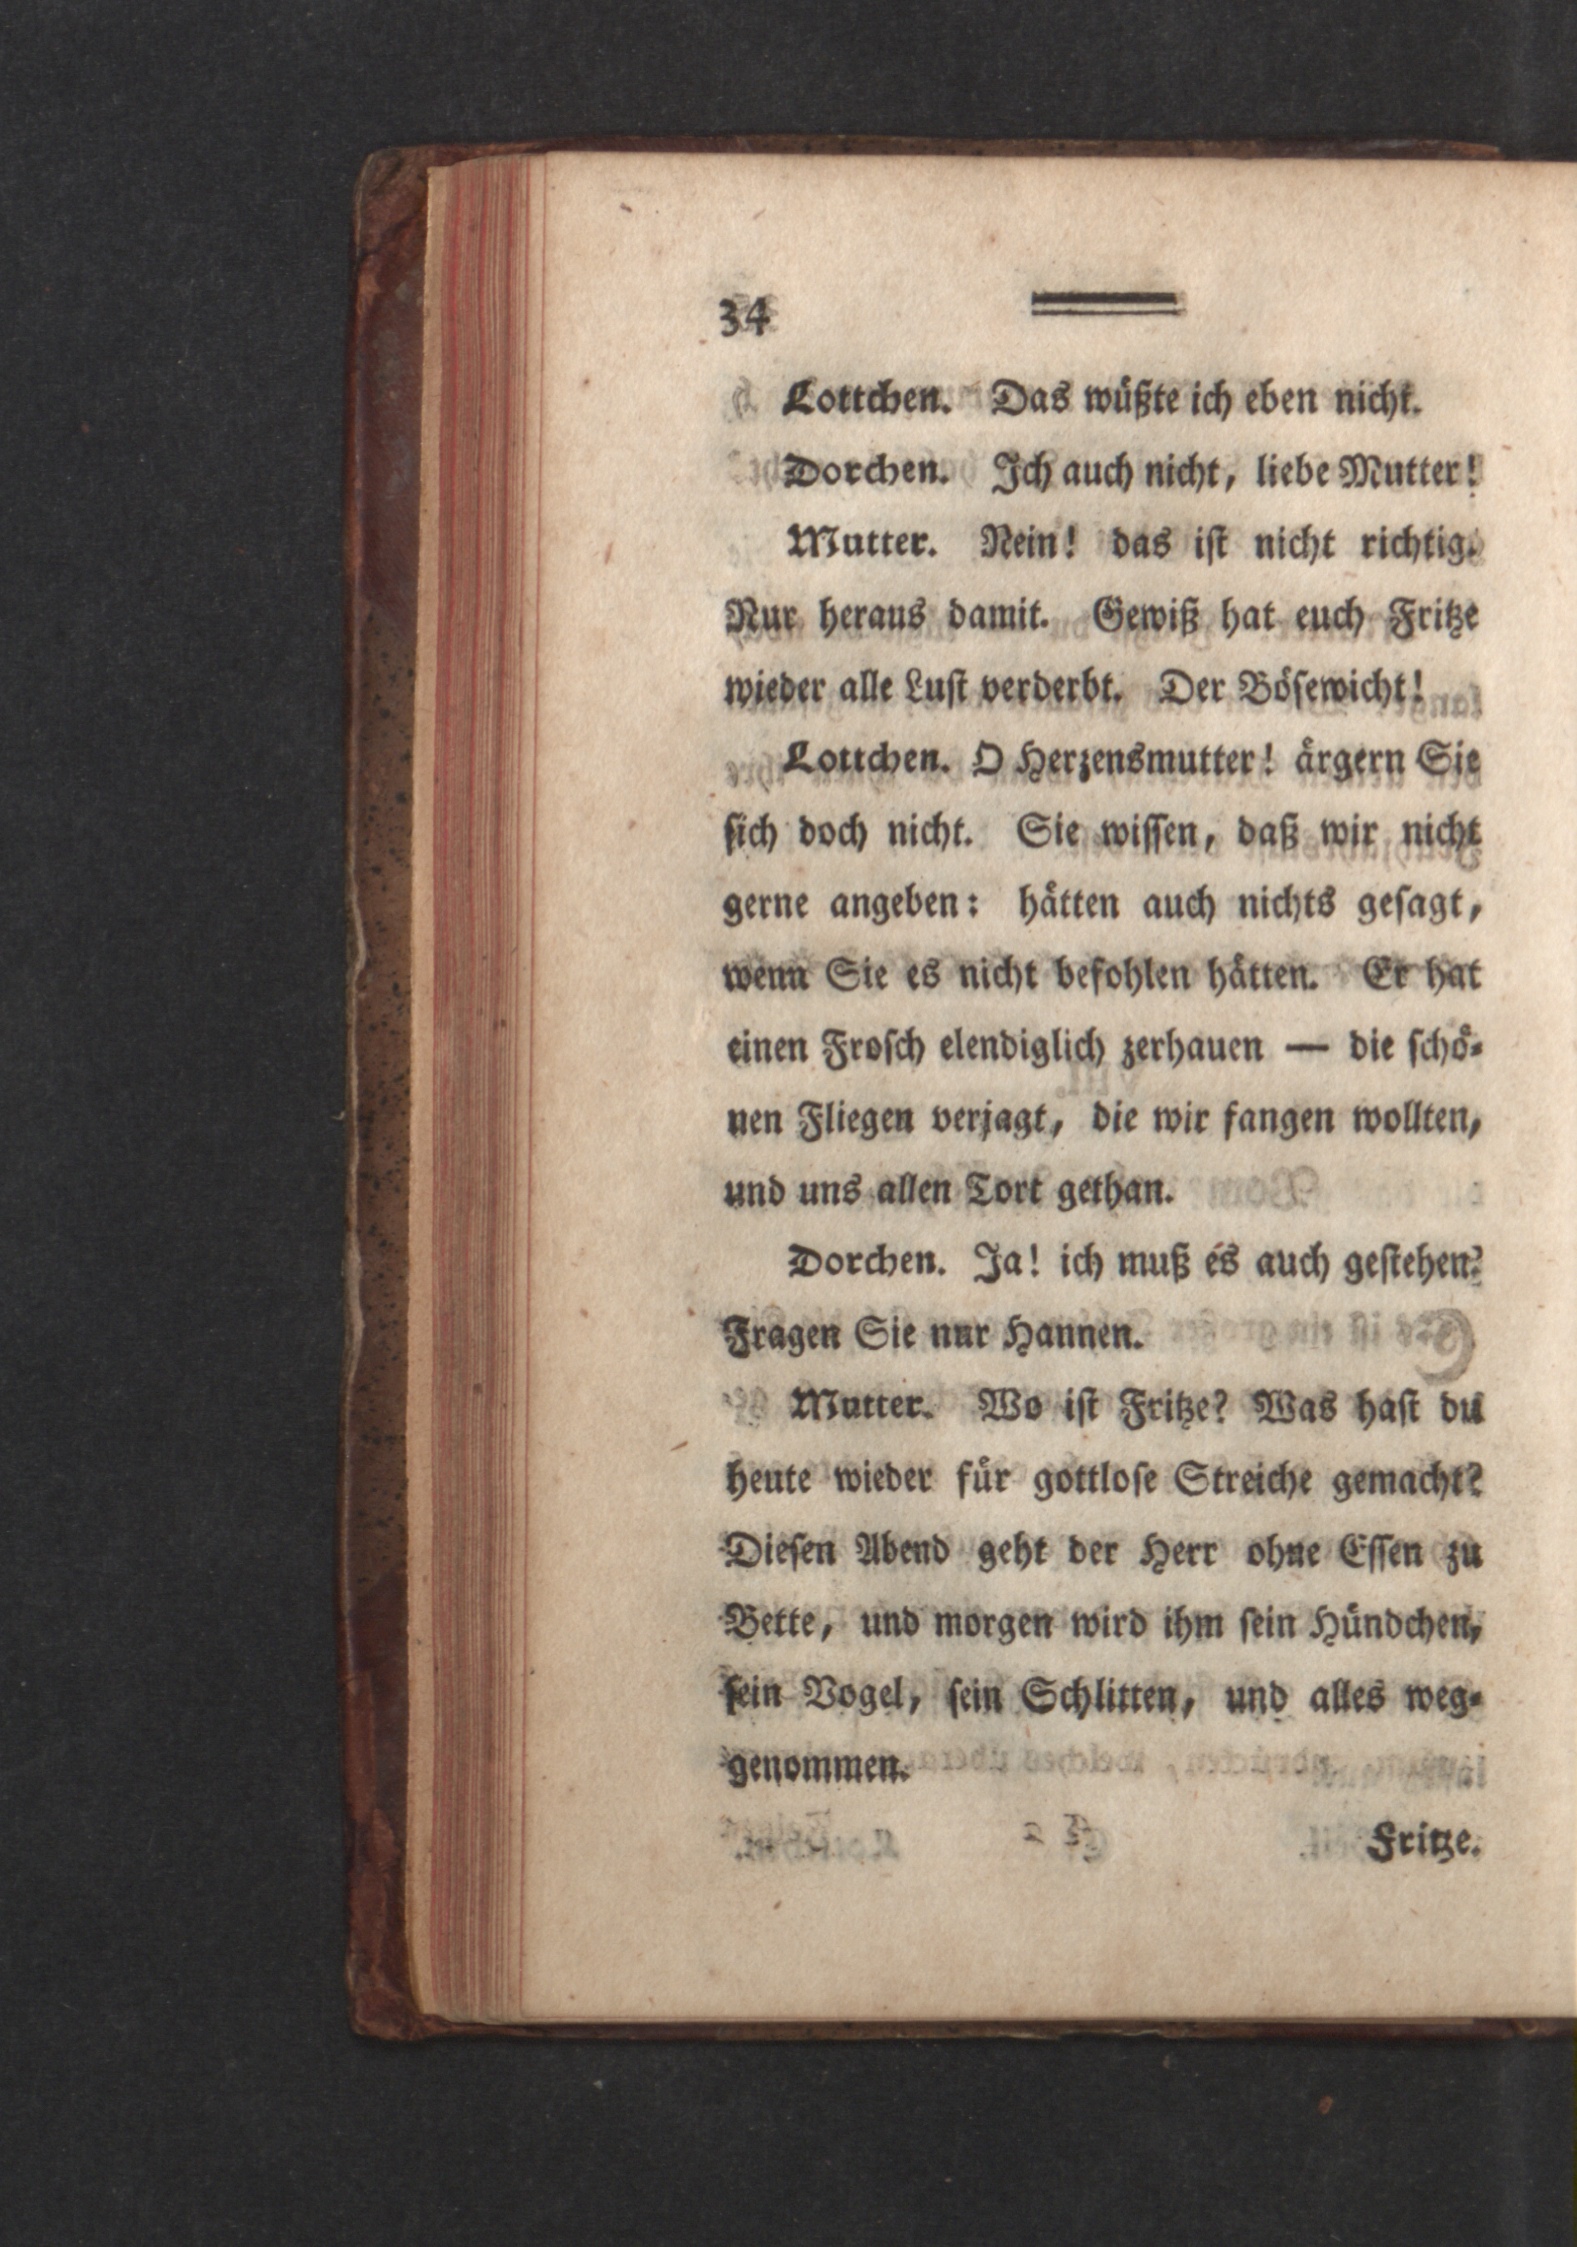 34
Lottchen. Das wüßte ich eben nicht.
Dorchen. Ich auch nicht, liebe Mutter!
Mutter. Nein! das ist nicht richtig.
Nur heraus damit. Gewiß hat euch Fritze
wieder alle Lust verderbt. Der Bösewicht!
Lottchen. O Herzensmutter! ärgern Sie
sich doch nicht. Sie wissen, daß wir nicht
gerne angeben: hätten auch nichts gesagt,
wenn Sie es nicht befohlen hätten. Er hat
einen Frosch elendiglich zerhauen — die schö-
nen Fliegen verjagt, die wir fangen wollten,
und uns allen Tort gethan.
Dorchen. Ja! ich muß es auch gestehen.
Fragen Sie nur Hannen.
Mutter. Wo ist Fritze? Was hast du
heute wieder für gottlose Streiche gemacht?
Diesen Abend geht der Herr ohne Essen zu
Bette, und morgen wird ihm sein Hündchen,
sein Vogel, sein Schlitten, und alles weg-
genommen.
Fritze.